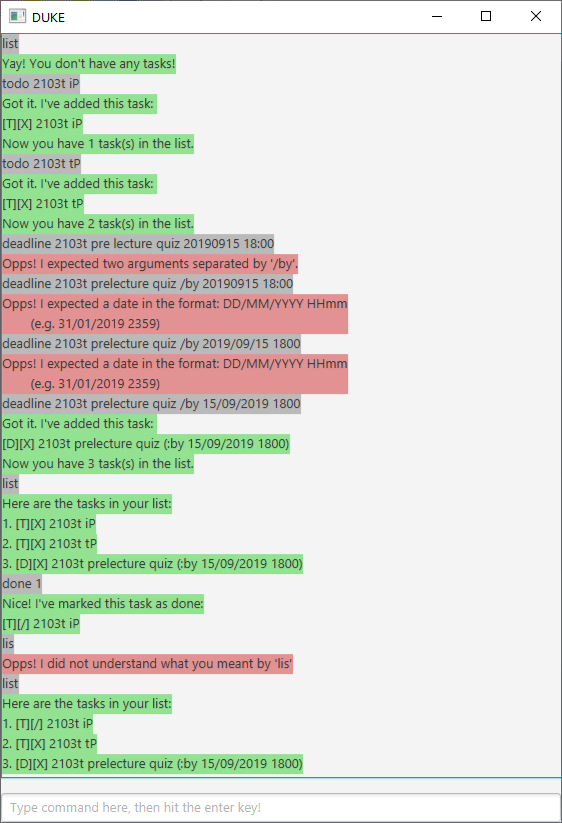 DUKE
list
Yay! You don't have any tasks!
todo 2103t iP
Got it. I've added this task:
[T][X] 2103t iP
Now you have 1 task(s) in the list.
todo 2103t tP
Got it. I've added this task:
[T][X] 2103t tP
Now you have 2 task(s) in the list.
deadline 2103t pre lecture quiz 20190915 18:00
Opps! I expected two arguments separated by '/by'.
deadline 2103t prelecture quiz /by 20190915 18:00
Opps! I expected a date in the format: DD/MM/YYYY HHmm
(e.g. 31/01/2019 2359)
deadline 2103t prelecture quiz /by 2019/09/15 1800
Opps! I expected a date in the format: DD/MM/YYYY HHmm
(e.g. 31/01/2019 2359)
deadline 2103t prelecture quiz /by 15/09/2019 1800
Got it. I've added this task:
[D][X] 2103t prelecture quiz (:by 15/09/2019 1800)
Now you have 3 task(s) in the list.
list
Here are the tasks in your list:
1. [T][X] 2103t iP
2. [T][X] 2103t tP
3. [D][X] 2103t prelecture quiz (:by 15/09/2019 1800)
done 1
Nice! I've marked this task as done:
[T][/] 2103t iP
lis
Opps! I did not understand what you meant by 'lis'
list
Here are the tasks in your list:
1. [T][/] 2103t iP
2. [T][X] 2103t tP
3. [D][X] 2103t prelecture quiz (:by 15/09/2019 1800)
Type command here, then hit the enter key!